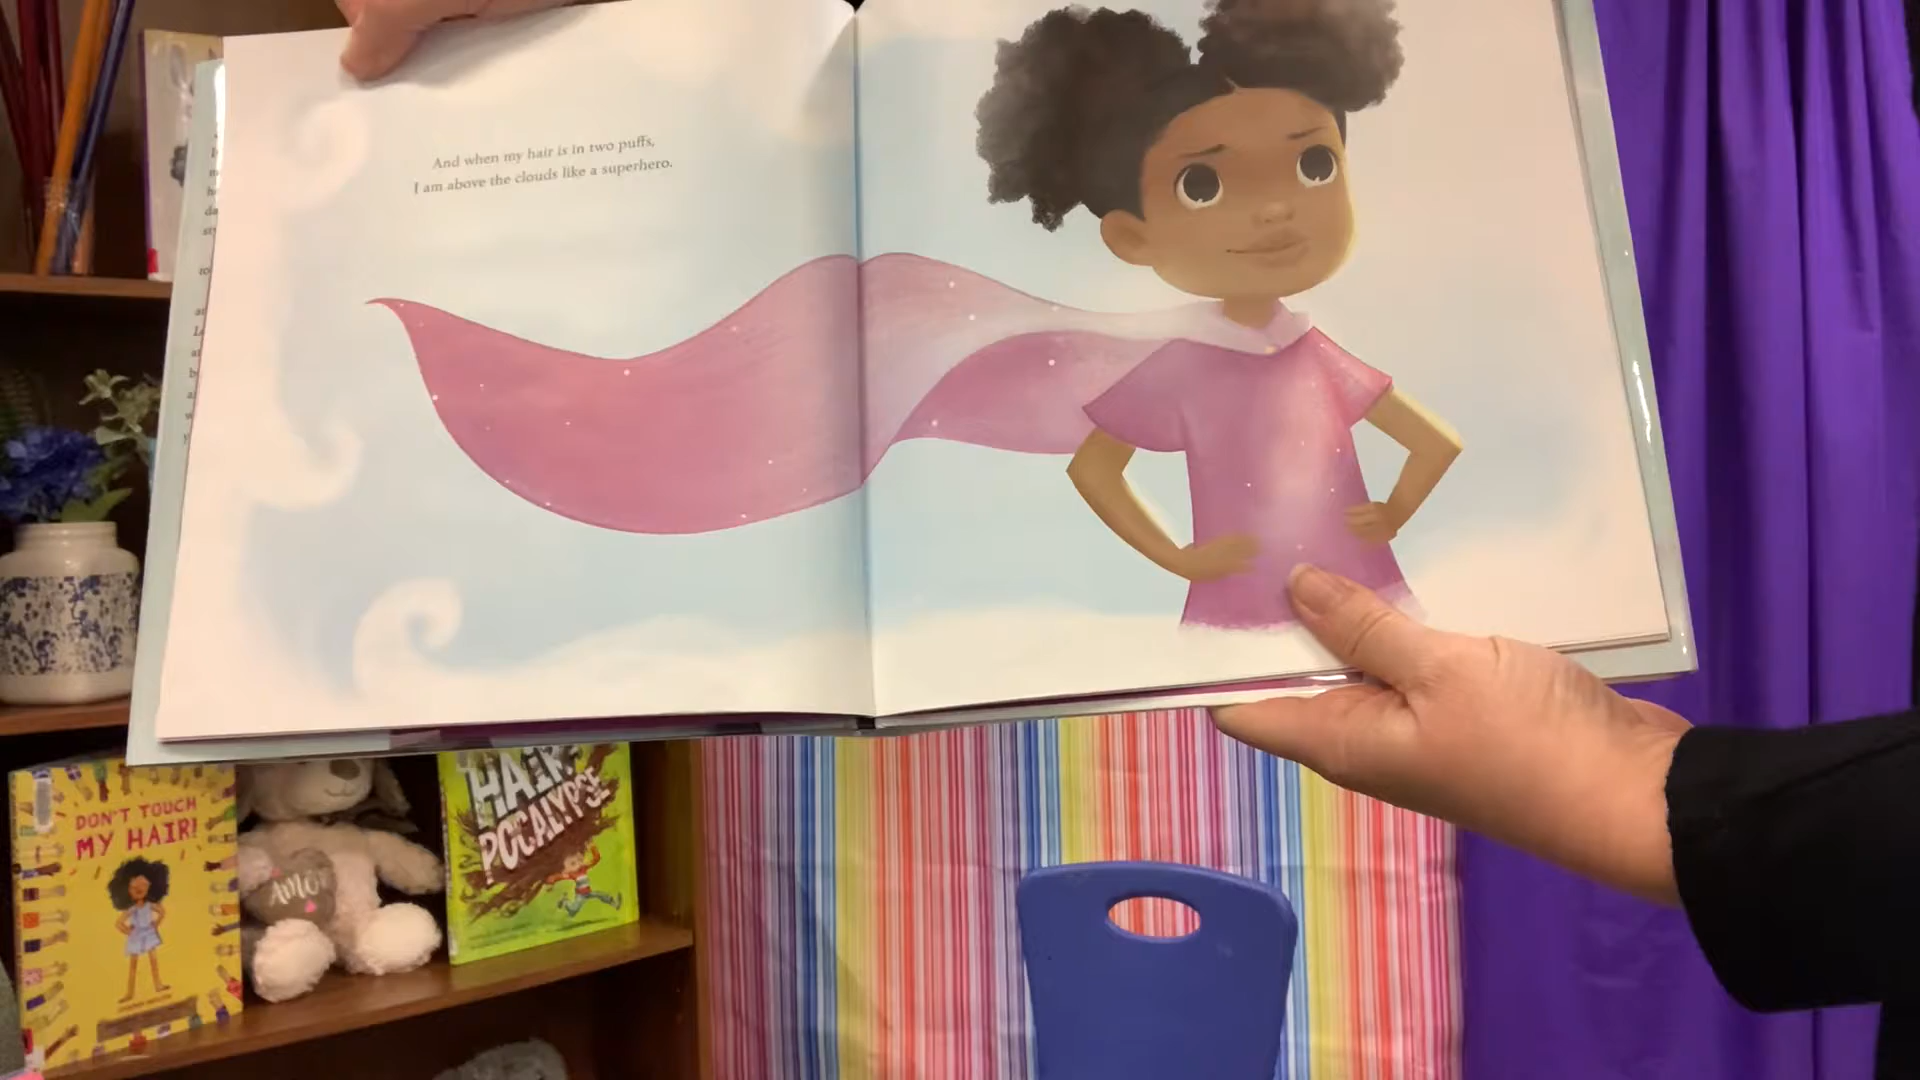 And when my hair is in two puffs,
I am above the clouds like a superhero.
DON'T TOUCH
MY HAIR!
AMOR
HAIR
POCALYPSE